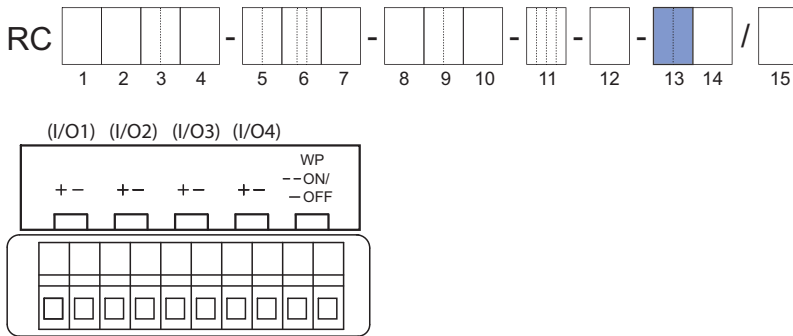 RC - - - - - /
1 2 3 4 5 6 7 8 9 10 11 12 13 14 15
(I/O1) (I/O2) (I/O3) (I/O4)
WP
--ON/
+− +− +− +− −OFF